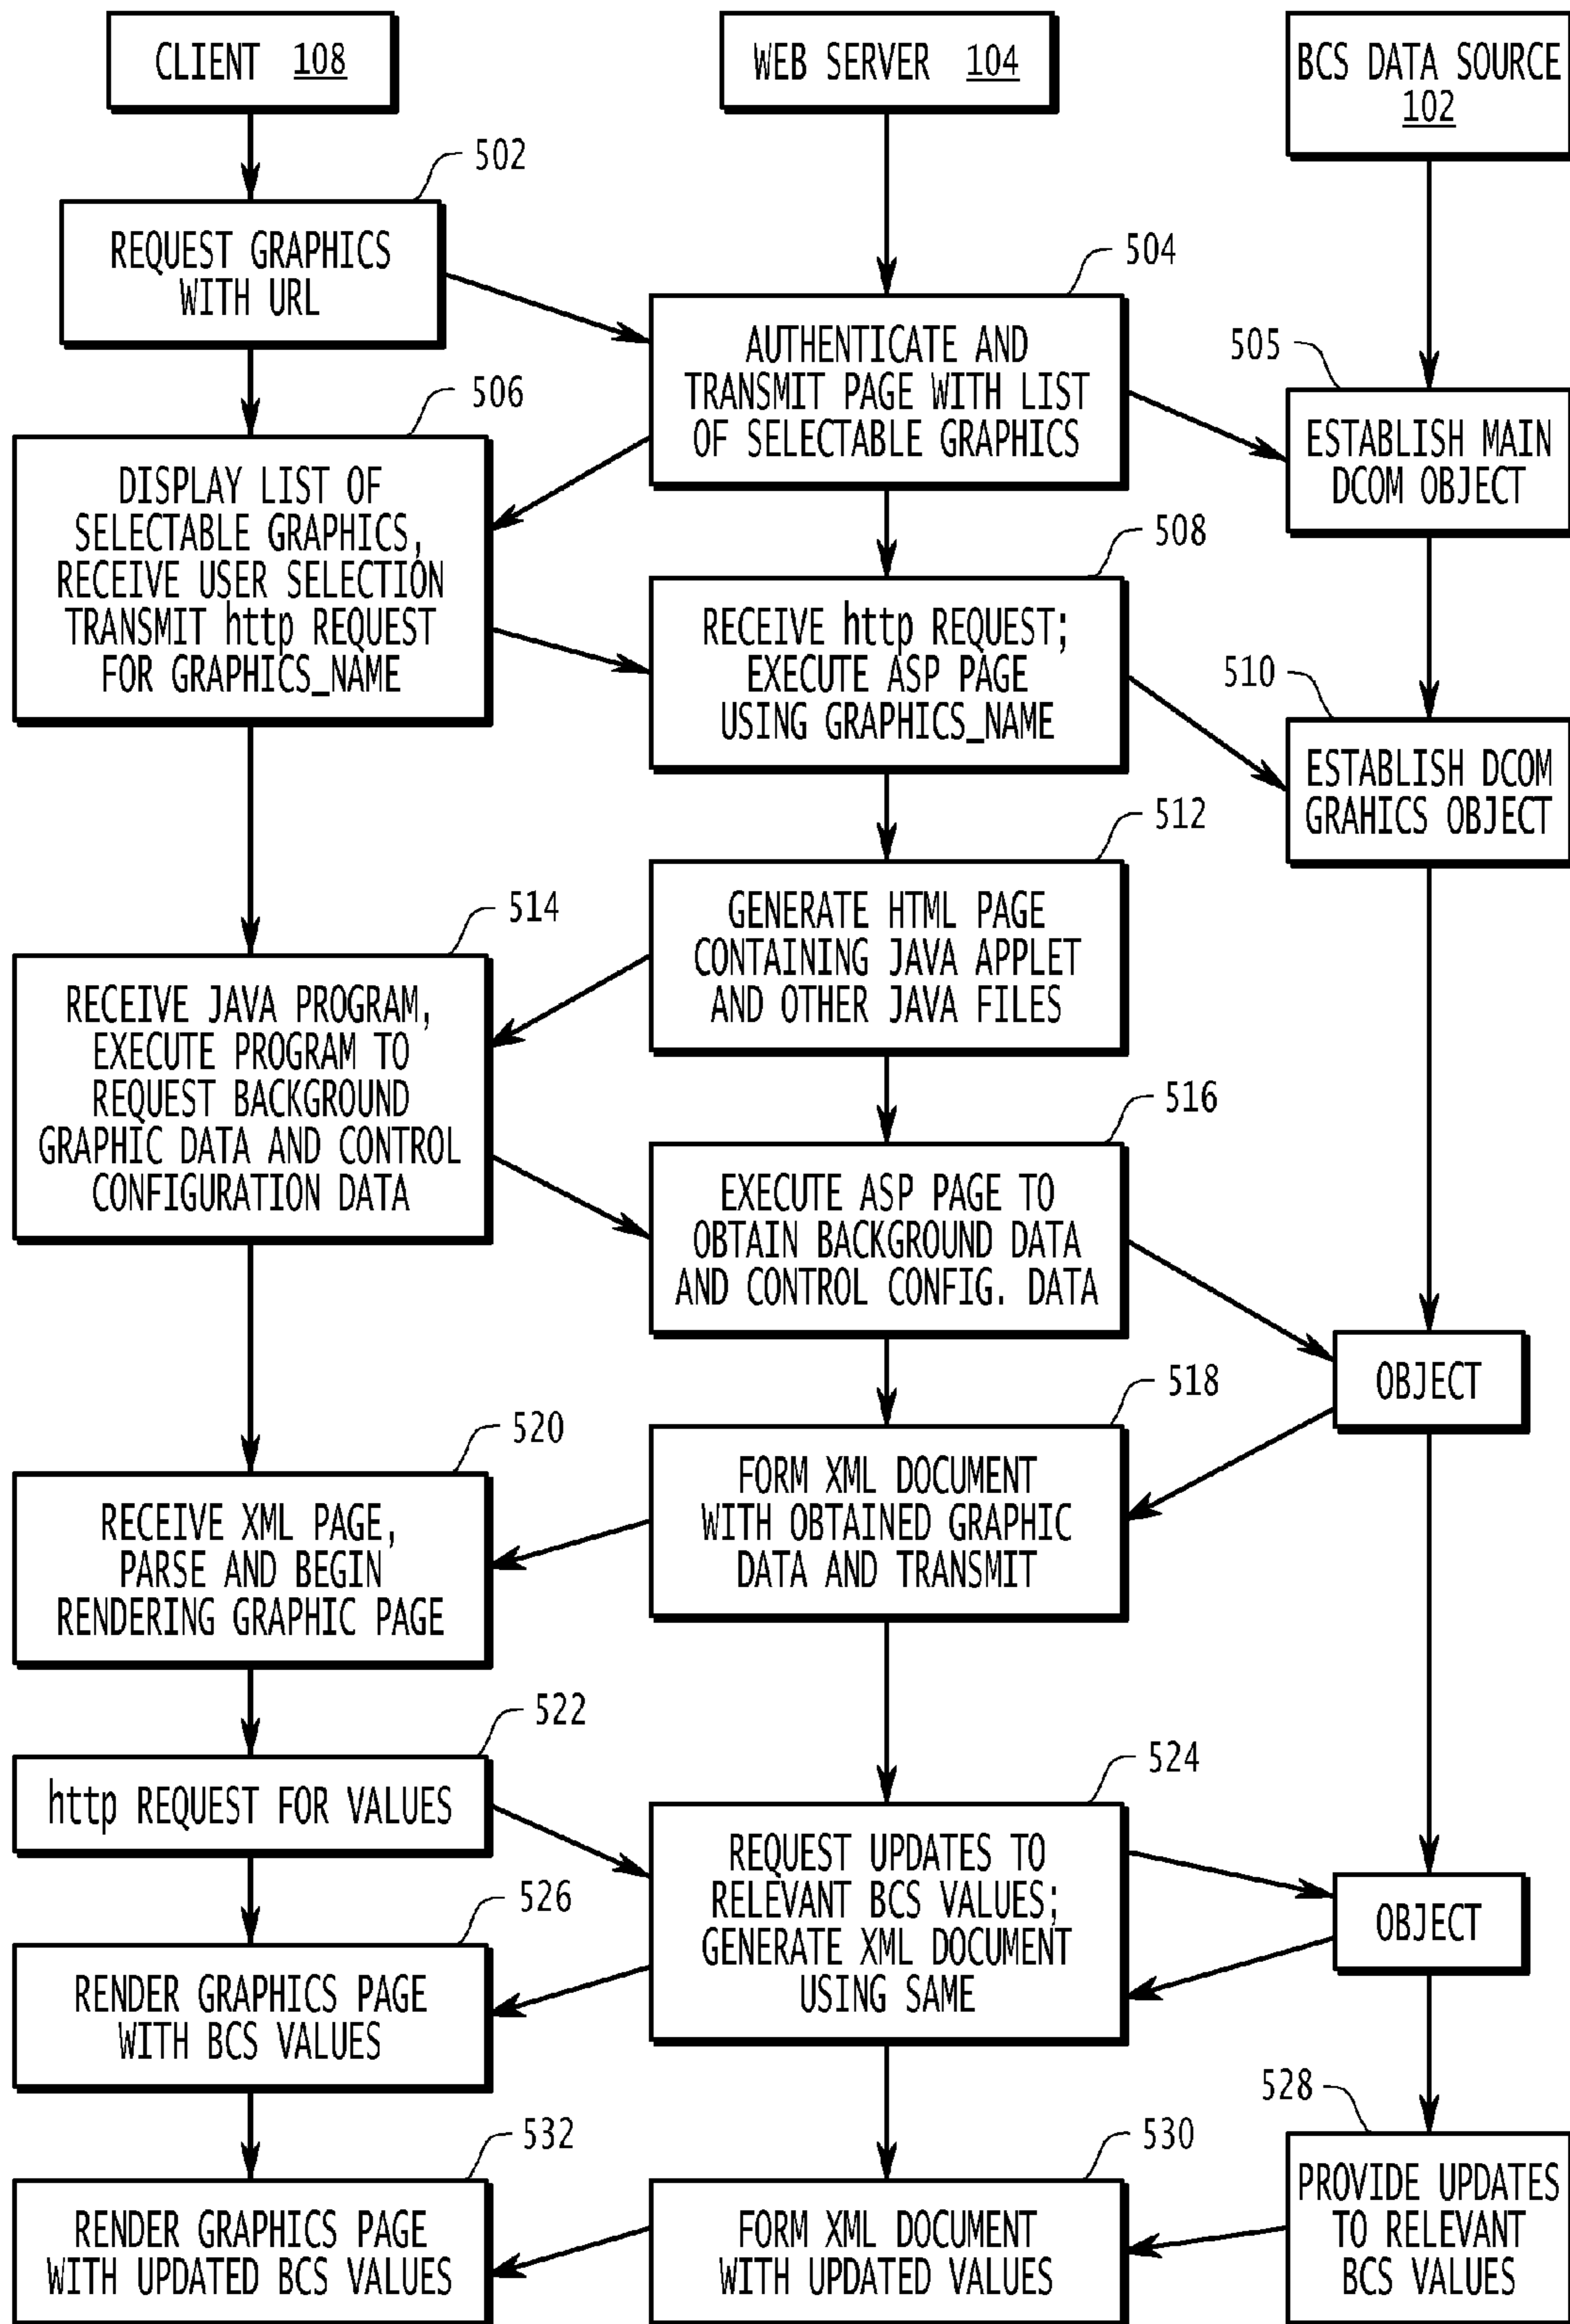 CLIENT 108
WEB SERVER 104
BCS DATA SOURCE
102
502
REQUEST GRAPHICS
WITH URL
504
AUTHENTICATE AND
TRANSMIT PAGE WITH LIST
OF SELECTABLE GRAPHICS
505
ESTABLISH MAIN
DCOM OBJECT
506
DISPLAY LIST OF
SELECTABLE GRAPHICS,
RECEIVE USER SELECTION
TRANSMIT http REQUEST
FOR GRAPHICS_NAME
508
RECEIVE http REQUEST;
EXECUTE ASP PAGE
USING GRAPHICS_NAME
510
ESTABLISH DCOM
GRAHICS OBJECT
512
GENERATE HTML PAGE
CONTAINING JAVA APPLET
AND OTHER JAVA FILES
514
RECEIVE JAVA PROGRAM,
EXECUTE PROGRAM TO
REQUEST BACKGROUND
GRAPHIC DATA AND CONTROL
CONFIGURATION DATA
516
EXECUTE ASP PAGE TO
OBTAIN BACKGROUND DATA
AND CONTROL CONFIG. DATA
OBJECT
518
FORM XML DOCUMENT
WITH OBTAINED GRAPHIC
DATA AND TRANSMIT
520
RECEIVE XML PAGE,
PARSE AND BEGIN
RENDERING GRAPHIC PAGE
522
http REQUEST FOR VALUES
524
REQUEST UPDATES TO
RELEVANT BCS VALUES;
GENERATE XML DOCUMENT
USING SAME
OBJECT
526
RENDER GRAPHICS PAGE
WITH BCS VALUES
528
PROVIDE UPDATES
TO RELEVANT
BCS VALUES
530
FORM XML DOCUMENT
WITH UPDATED VALUES
532
RENDER GRAPHICS PAGE
WITH UPDATED BCS VALUES